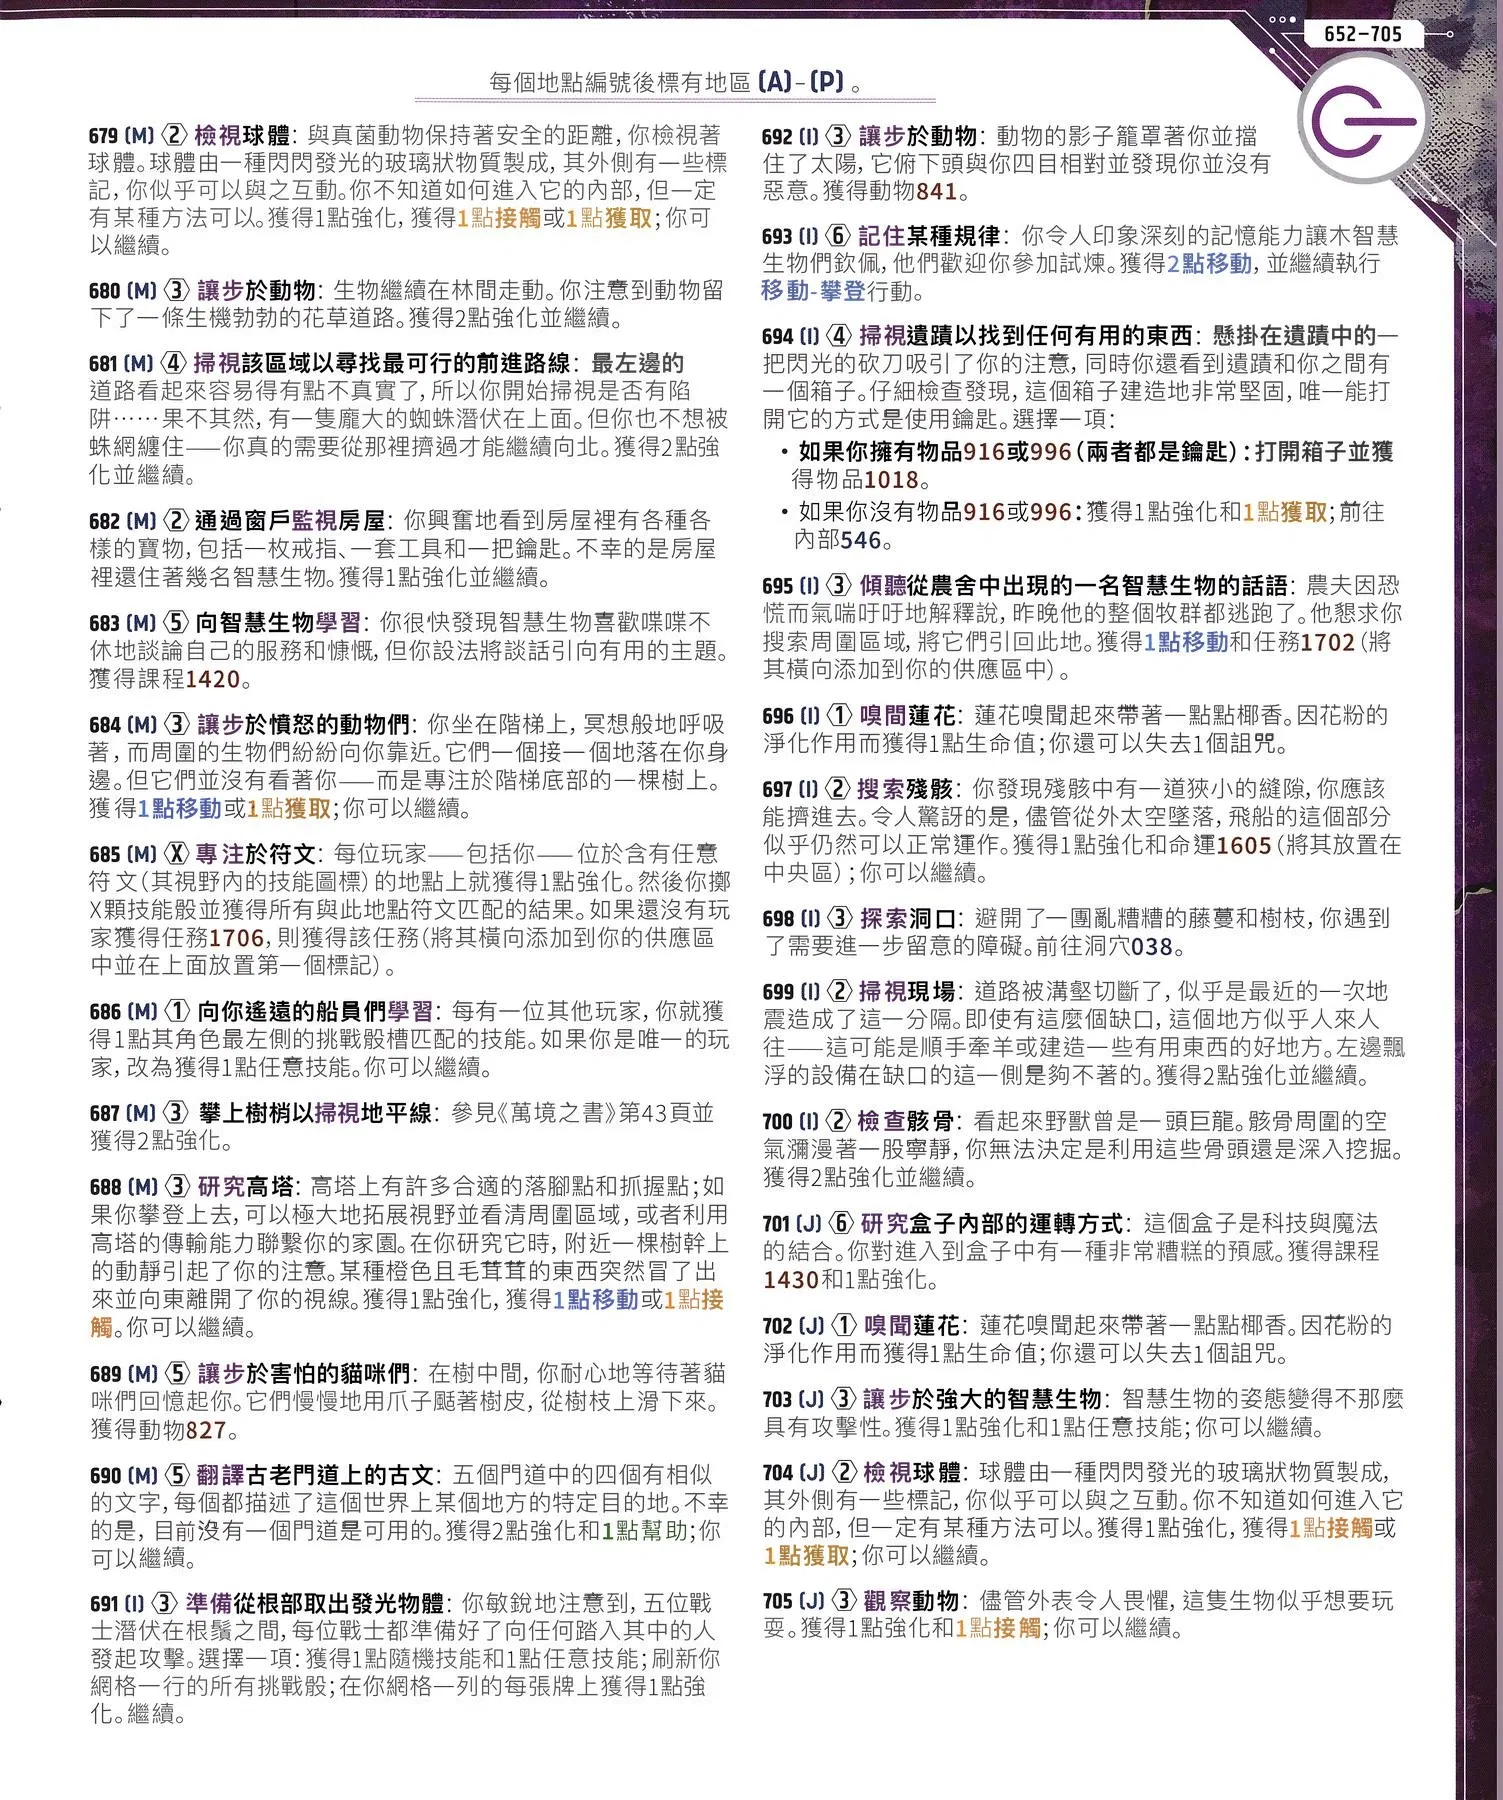 652–705
每個地點編號後標有地區(A)–(P)。
679 (M) ② 檢視球體：與真菌動物保持著安全的距離，你檢視著
球體。球體由一種閃閃發光的玻璃狀物質製成，其外側有一些標
記，你似乎可以與之互動。你不知道如何進入它的內部，但一定
有某種方法可以。獲得1點強化，獲得1點接觸或1點獲取；你可
以繼續。
680 (M) ③ 讓步於動物：生物繼續在林間走動。你注意到動物留
下了一條生機勃勃的花草道路。獲得2點強化並繼續。
681 (M) ④ 掃視該區域以尋找最可行的前進路線：最左邊的
道路看起來容易得有點不真實了，所以你開始掃視是否有陷
阱……果不其然，有一隻龐大的蜘蛛潛伏在上面。但你也不想被
蛛網纏住——你真的需要從那裡擠過才能繼續向北。獲得2點強
化並繼續。
682 (M) ② 通過窗戶監視房屋：你興奮地看到房屋裡有各種各
樣的寶物，包括一枚戒指、一套工具和一把鑰匙。不幸的是房屋
裡還住著幾名智慧生物。獲得1點強化並繼續。
683 (M) ⑤ 向智慧生物學習：你很快發現智慧生物喜歡喋喋不
休地談論自己的服務和慷慨，但你設法將談話引向有用的主題。
獲得課程1420。
684 (M) ③ 讓步於憤怒的動物們：你坐在階梯上，冥想般地呼吸
著，而周圍的生物們紛紛向你靠近。它們一個接一個地落在你身
邊。但它們並沒有看著你——而是專注於階梯底部的一棵樹上。
獲得1點移動或1點獲取；你可以繼續。
685 (M) Ⓧ 專注於符文：每位玩家——包括你——位於含有任意
符文（其視野內的技能圖標）的地點上就獲得1點強化。然後你擲
X顆技能骰並獲得所有與此地點符文匹配的結果。如果還沒有玩
家獲得任務1706，則獲得該任務（將其橫向添加到你的供應區
中並在上面放置第一個標記）。
686 (M) ① 向你遙遠的船員們學習：每有一位其他玩家，你就獲
得1點其角色最左側的挑戰骰槽匹配的技能。如果你是唯一的玩
家，改為獲得1點任意技能。你可以繼續。
687 (M) ③ 攀上樹梢以掃視地平線：參見《萬境之書》第43頁並
獲得2點強化。
688 (M) ③ 研究高塔：高塔上有許多合適的落腳點和抓握點；如
果你攀登上去，可以極大地拓展視野並看清周圍區域，或者利用
高塔的傳輸能力聯繫你的家園。在你研究它時，附近一棵樹幹上
的動靜引起了你的注意。某種橙色且毛茸茸的東西突然冒了出
來並向東離開了你的視線。獲得1點強化，獲得1點移動或1點接
觸。你可以繼續。
689 (M) ⑤ 讓步於害怕的貓咪們：在樹中間，你耐心地等待著貓
咪們回憶起你。它們慢慢地用爪子颳著樹皮，從樹枝上滑下來。
獲得動物827。
690 (M) ⑤ 翻譯古老門道上的古文：五個門道中的四個有相似
的文字，每個都描述了這個世界上某個地方的特定目的地。不幸
的是，目前沒有一個門道是可用的。獲得2點強化和1點幫助；你
可以繼續。
691 (I) ③ 準備從根部取出發光物體：你敏銳地注意到，五位戰
士潛伏在根鬚之間，每位戰士都準備好了向任何踏入其中的人
發起攻擊。選擇一項：獲得1點隨機技能和1點任意技能；刷新你
網格一行的所有挑戰骰；在你網格一列的每張牌上獲得1點強
化。繼續。
692 (I) ③ 讓步於動物：動物的影子籠罩著你並擋
住了太陽，它俯下頭與你四目相對並發現你並沒有
惡意。獲得動物841。
693 (I) ⑥ 記住某種規律：你令人印象深刻的記憶能力讓木智慧
生物們欽佩，他們歡迎你參加試煉。獲得2點移動，並繼續執行
移動-攀登行動。
694 (I) ④ 掃視遺蹟以找到任何有用的東西：懸掛在遺蹟中的一
把閃光的砍刀吸引了你的注意，同時你還看到遺蹟和你之間有
一個箱子。仔細檢查發現，這個箱子建造地非常堅固，唯一能打
開它的方式是使用鑰匙。選擇一項：
・如果你擁有物品916或996（兩者都是鑰匙）：打開箱子並獲
得物品1018。
・如果你沒有物品916或996：獲得1點強化和1點獲取；前往
內部546。
695 (I) ③ 傾聽從農舍中出現的一名智慧生物的話語：農夫因恐
慌而氣喘吁吁地解釋說，昨晚他的整個牧群都逃跑了。他懇求你
搜索周圍區域，將它們引回此地。獲得1點移動和任務1702（將
其橫向添加到你的供應區中）。
696 (I) ① 嗅間蓮花：蓮花嗅聞起來帶著一點點椰香。因花粉的
淨化作用而獲得1點生命值；你還可以失去1個詛咒。
697 (I) ② 搜索殘骸：你發現殘骸中有一道狹小的縫隙，你應該
能擠進去。令人驚訝的是，儘管從外太空墜落，飛船的這個部分
似乎仍然可以正常運作。獲得1點強化和命運1605（將其放置在
中央區）；你可以繼續。
698 (I) ③ 探索洞口：避開了一團亂糟糟的藤蔓和樹枝，你遇到
了需要進一步留意的障礙。前往洞穴038。
699 (I) ② 掃視現場：道路被溝壑切斷了，似乎是最近的一次地
震造成了這一分隔。即使有這麼個缺口，這個地方似乎人來人
往——這可能是順手牽羊或建造一些有用東西的好地方。左邊飄
浮的設備在缺口的這一側是夠不著的。獲得2點強化並繼續。
700 (I) ② 檢查骸骨：看起來野獸曾是一頭巨龍。骸骨周圍的空
氣瀰漫著一股寧靜，你無法決定是利用這些骨頭還是深入挖掘。
獲得2點強化並繼續。
701 (J) ⑥ 研究盒子內部的運轉方式：這個盒子是科技與魔法
的結合。你對進入到盒子中有一種非常糟糕的預感。獲得課程
1430和1點強化。
702 (J) ① 嗅聞蓮花：蓮花嗅聞起來帶著一點點椰香。因花粉的
淨化作用而獲得1點生命值；你還可以失去1個詛咒。
703 (J) ③ 讓步於強大的智慧生物：智慧生物的姿態變得不那麼
具有攻擊性。獲得1點強化和1點任意技能；你可以繼續。
704 (J) ② 檢視球體：球體由一種閃閃發光的玻璃狀物質製成，
其外側有一些標記，你似乎可以與之互動。你不知道如何進入它
的內部，但一定有某種方法可以。獲得1點強化，獲得1點接觸或
1點獲取；你可以繼續。
705 (J) ③ 觀察動物：儘管外表令人畏懼，這隻生物似乎想要玩
耍。獲得1點強化和1點接觸；你可以繼續。